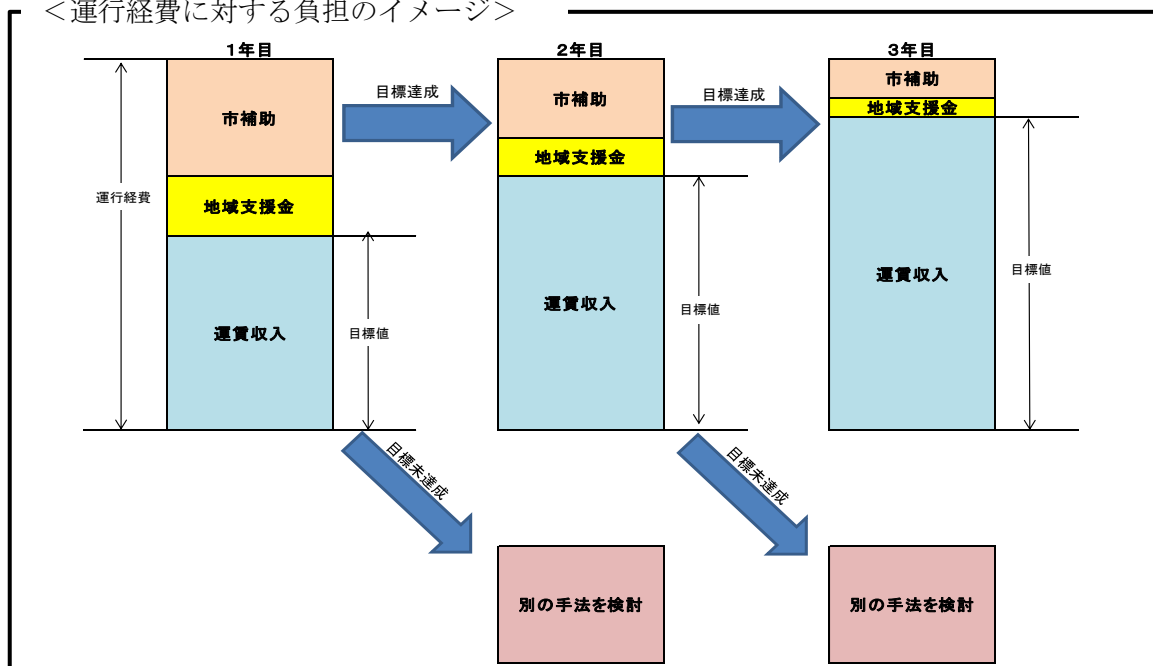 ＜運行経費に対する負担のイメージ＞
1年目
2年目
3年目
市補助
目標達成
市補助
目標達成
市補助
地域支援金
地域支援金
運行経費
地域支援金
運賃収入
目標値
運賃収入
目標値
運賃収入
目標値
目標未達成
目標未達成
別の手法を検討
別の手法を検討